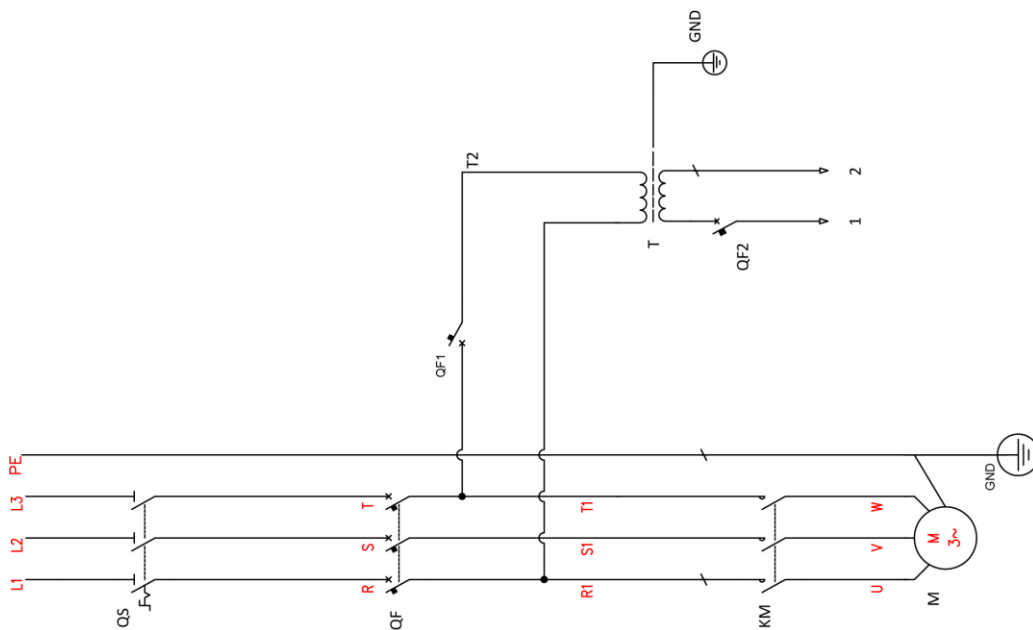 GND
T2
T
2
1
QF2
QF1
PE
L3
L2
L1
QS
T
S
R
QF
T1
S1
R1
KM
W
V
U
M
3~
M
GND